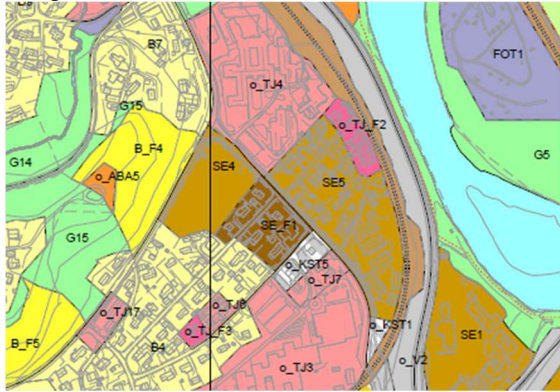 B9
B7
FOT1
o_TJ4
G15
o_TJ_F2
B_F4
G14
SE4
G5
o_ABA5
SE5
SE_F1
G15
o_KST5
o_TJ7
o_TJ6
o_TJ17
o_KST1
o_TJ_F3
SE1
B_F5
B4
o_V2
o_TJ3